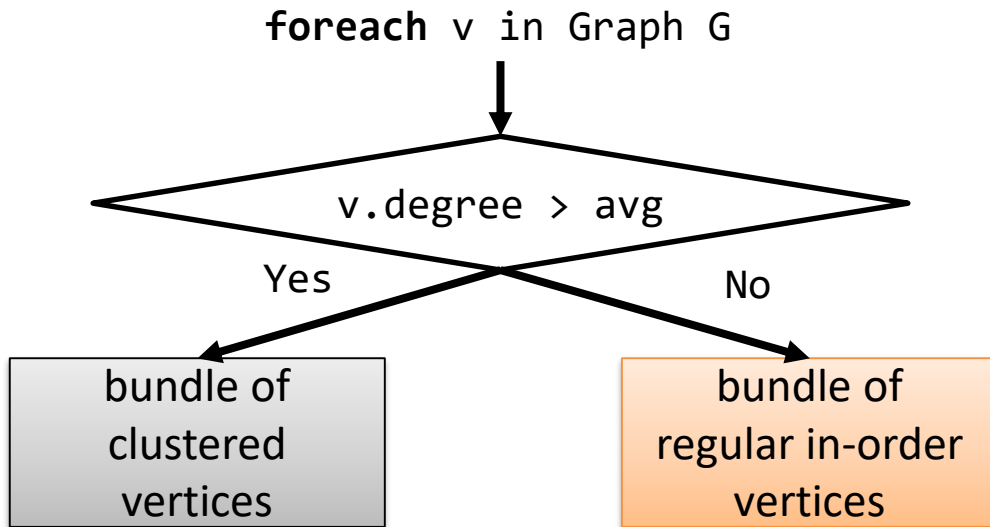 foreach v in Graph G
v.degree > avg
Yes
No
bundle of
clustered
vertices
bundle of
regular in-order
vertices